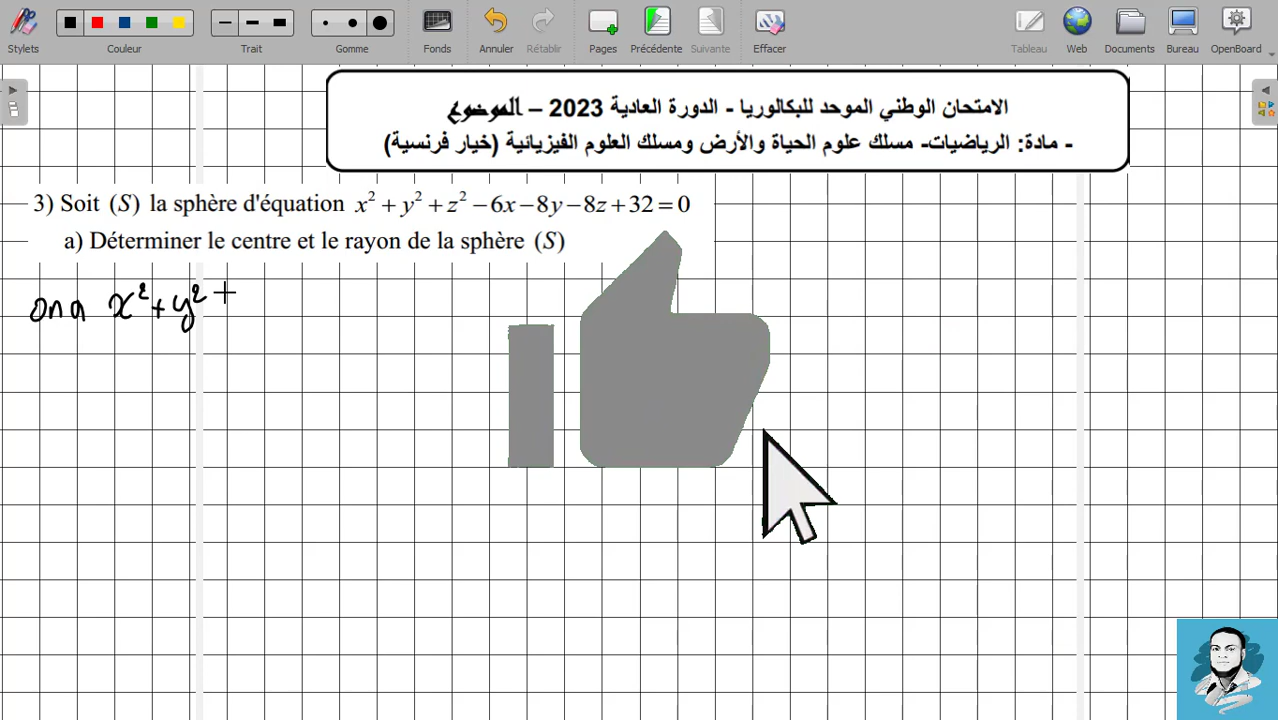 Stylets
Couleur
Trait
Gomme
Fonds
Annuler
Rétablir
Pages
Précédente
Suivante
Effacer
Tableau
Web
Documents
Bureau
OpenBoard
الامتحان الوطني الموحد للبكالوريا - الدورة العادية 2023 – الموضوع
- مادة: الرياضيات- مسلك علوم الحياة والأرض ومسلك العلوم الفيزيائية (خيار فرنسية)
3) Soit (S) la sphère d'équation x² + y² + z² − 6x − 8y − 8z + 32 = 0
a) Déterminer le centre et le rayon de la sphère (S)
on a x² + y² +